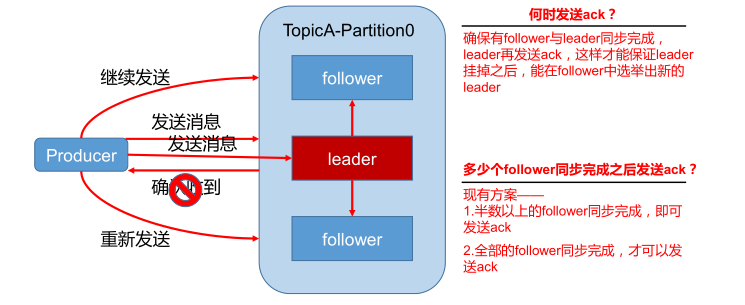 TopicA-Partition0
继续发送
follower
发送消息
发送消息
Producer
leader
确认收到
重新发送
follower
何时发送ack？
确保有follower与leader同步完成，
leader再发送ack，这样才能保证leader
挂掉之后，能在follower中选举出新的
leader
多少个follower同步完成之后发送ack？
现有方案——
1.半数以上的follower同步完成，即可
发送ack
2.全部的follower同步完成，才可以发
送ack